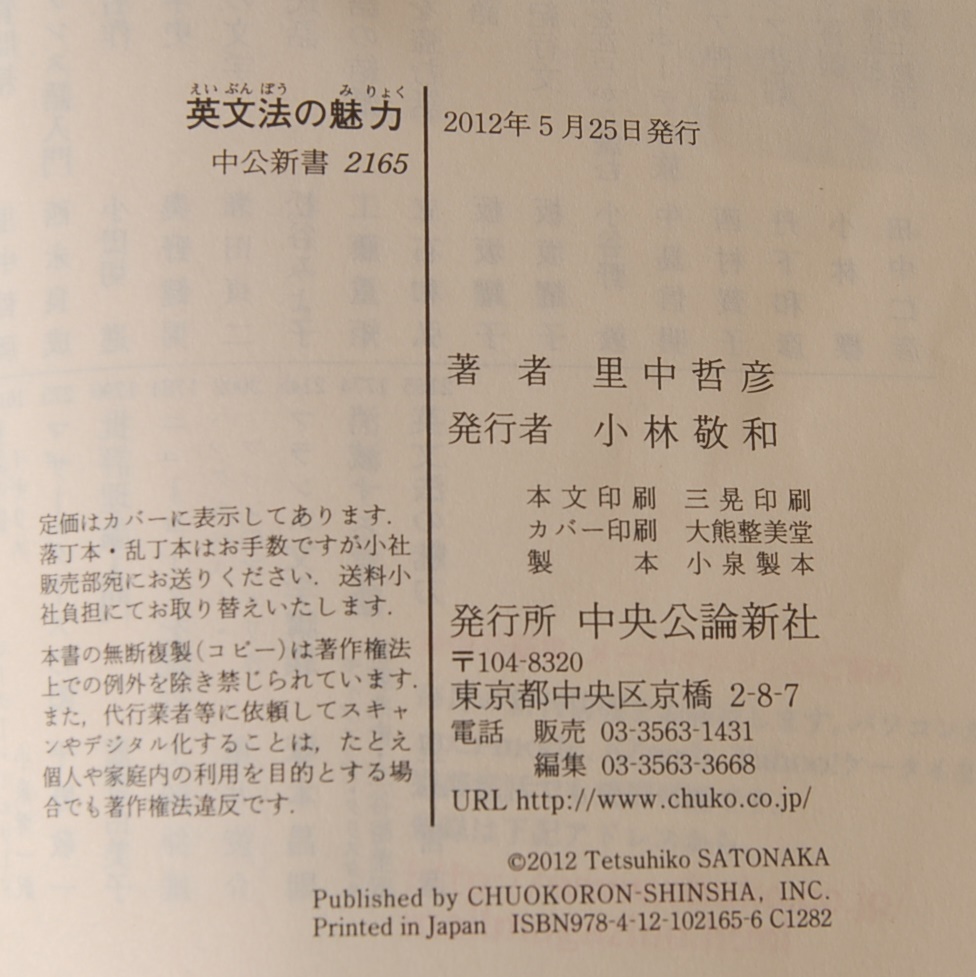 えいぶんぽう みりょく
英文法の魅力
中公新書 2165
2012年5月25日発行
著者 里中哲彦
発行者 小林敬和
本文印刷 三晃印刷
カバー印刷 大熊整美堂
製本 小泉製本
発行所 中央公論新社
〒104-8320
東京都中央区京橋 2-8-7
電話 販売 03-3563-1431
編集 03-3563-3668
URL http://www.chuko.co.jp/
定価はカバーに表示してあります.
落丁本・乱丁本はお手数ですが小社
販売部宛にお送りください. 送料小
社負担にてお取り替えいたします.
本書の無断複製(コピー)は著作権法
上での例外を除き禁じられています.
また, 代行業者等に依頼してスキャ
ンやデジタル化することは, たとえ
個人や家庭内の利用を目的とする場
合でも著作権法違反です.
©2012 Tetsuhiko SATONAKA
Published by CHUOKORON-SHINSHA, INC.
Printed in Japan ISBN978-4-12-102165-6 C1282